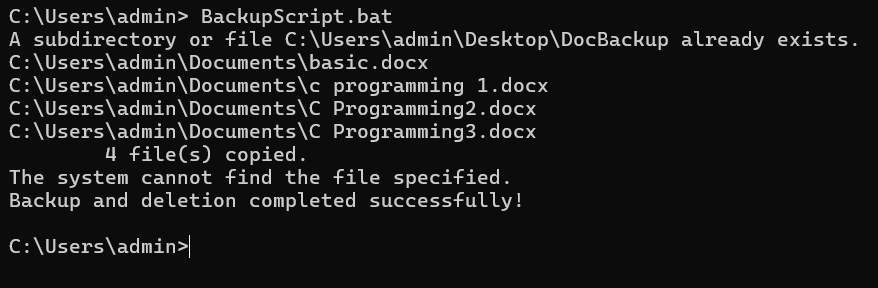 C:\Users\admin> BackupScript.bat
A subdirectory or file C:\Users\admin\Desktop\DocBackup already exists.
C:\Users\admin\Documents\basic.docx
C:\Users\admin\Documents\c programming 1.docx
C:\Users\admin\Documents\C Programming2.docx
C:\Users\admin\Documents\C Programming3.docx
        4 file(s) copied.
The system cannot find the file specified.
Backup and deletion completed successfully!
C:\Users\admin>